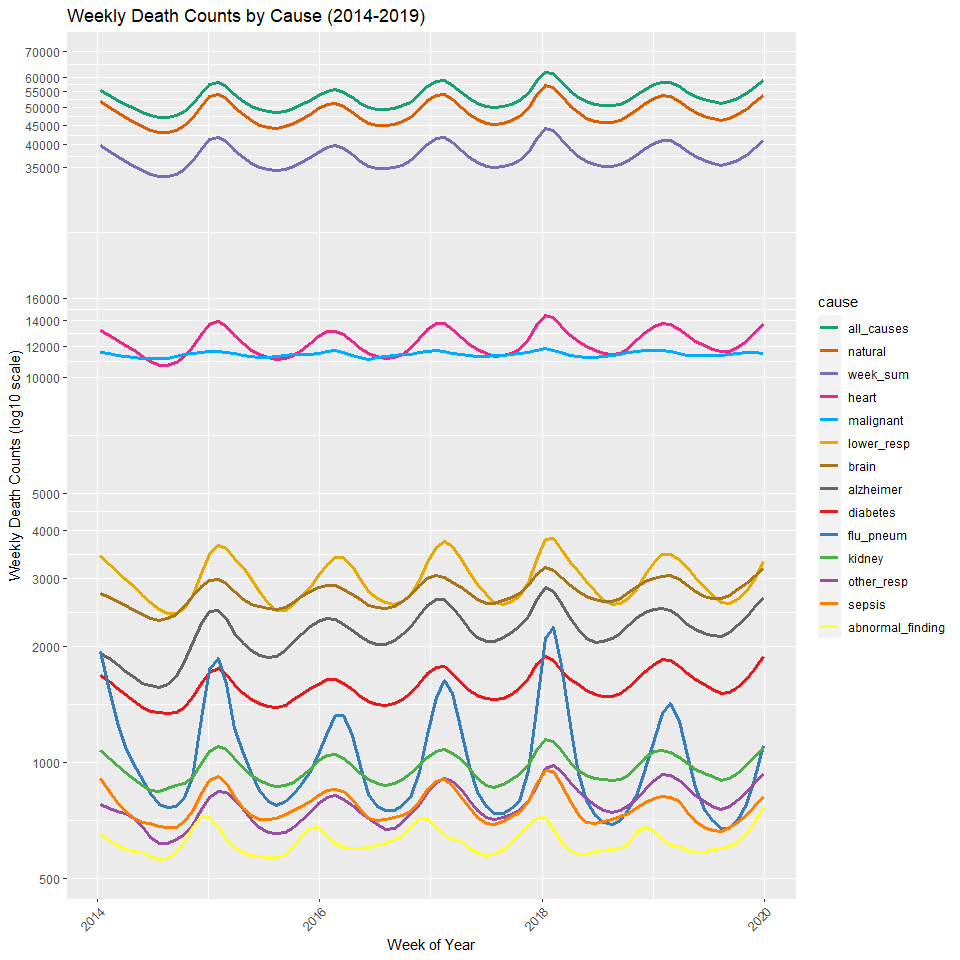 Weekly Death Counts by Cause (2014-2019)
70000
60000
55000
50000
45000
40000
35000
16000
14000
12000
10000
5000
4000
3000
2000
1000
500
Weekly Death Counts (log10 scale)
2014
2016
2018
2020
Week of Year
cause
all_causes
natural
week_sum
heart
malignant
lower_resp
brain
alzheimer
diabetes
flu_pneum
kidney
other_resp
sepsis
abnormal_finding